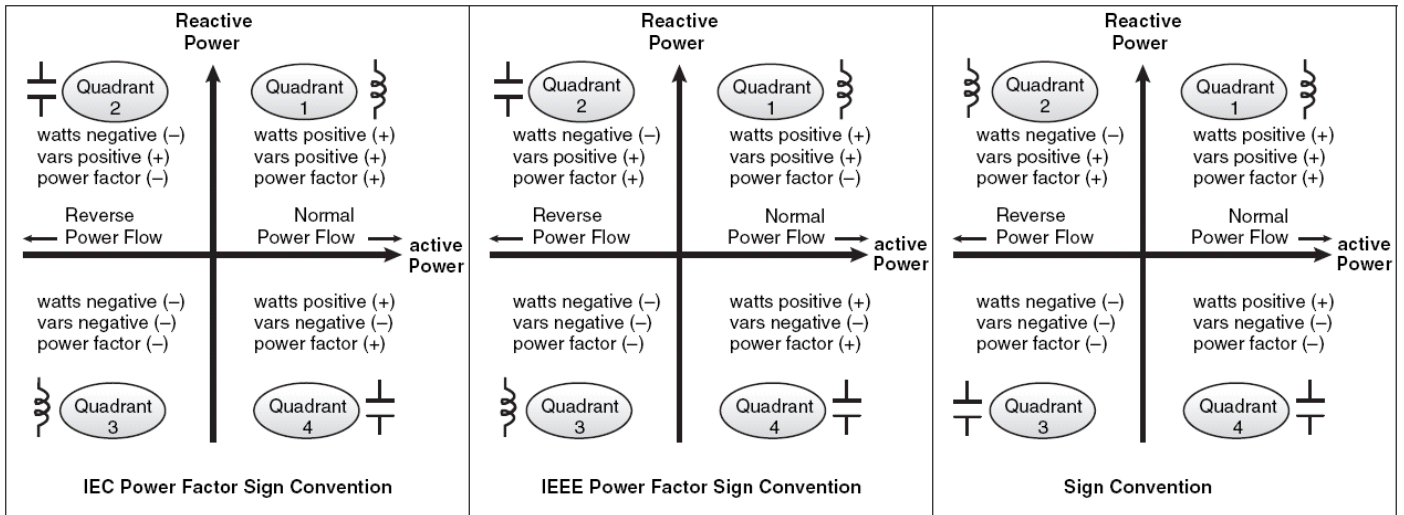 Reactive
Power
Quadrant
2
Quadrant
1
watts negative (–)
vars positive (+)
power factor (–)
watts positive (+)
vars positive (+)
power factor (+)
Reverse
Power Flow
Normal
Power Flow
active
Power
watts negative (–)
vars negative (–)
power factor (–)
watts positive (+)
vars negative (–)
power factor (+)
Quadrant
3
Quadrant
4
IEC Power Factor Sign Convention
Reactive
Power
Quadrant
2
Quadrant
1
watts negative (–)
vars positive (+)
power factor (+)
watts positive (+)
vars positive (+)
power factor (–)
Reverse
Power Flow
Normal
Power Flow
active
Power
watts negative (–)
vars negative (–)
power factor (–)
watts positive (+)
vars negative (–)
power factor (+)
Quadrant
3
Quadrant
4
IEEE Power Factor Sign Convention
Reactive
Power
Quadrant
2
Quadrant
1
watts negative (–)
vars positive (+)
power factor (+)
watts positive (+)
vars positive (+)
power factor (+)
Reverse
Power Flow
Normal
Power Flow
active
Power
watts negative (–)
vars negative (–)
power factor (–)
watts positive (+)
vars negative (–)
power factor (–)
Quadrant
3
Quadrant
4
Sign Convention